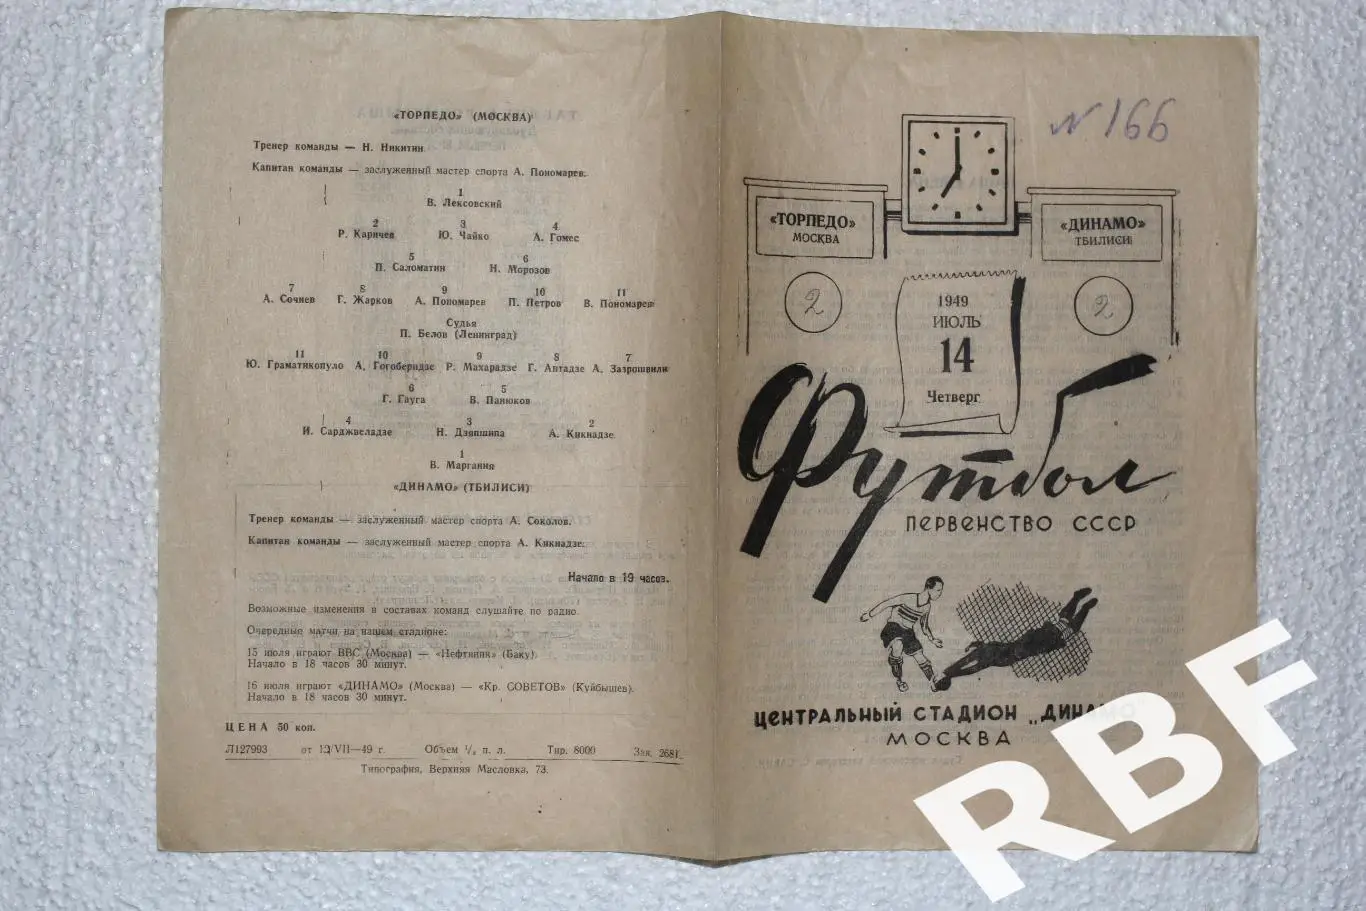 «ТОРПЕДО» (МОСКВА)
Тренер команды — Н. Никитин.
Капитан команды — заслуженный мастер спорта А. Пономарев.
1
В. Лексовский
2 3 4
Р. Каричев Ю. Чайко А. Гомес
5 6
П. Саломатин Н. Морозов
7 8 9 10 11
А. Сочнев Г. Жарков А. Пономарев П. Петров В. Пономарев
Судья
П. Белов (Ленинград)
11 10 9 8 7
Ю. Граматикопуло А. Гогоберидзе Р. Махарадзе Г. Антадзе А. Зазрошвили
6 5
Г. Гауга В. Панюков
4 3 2
И. Сарджвеладзе Н. Дзяпшипа А. Кикнадзе
1
В. Маргания
«ДИНАМО» (ТБИЛИСИ)
Тренер команды — заслуженный мастер спорта А. Соколов.
Капитан команды — заслуженный мастер спорта А. Кикнадзе.
Начало в 19 часов.
Возможные изменения в составах команд слушайте по радио.
Очередные матчи на нашем стадионе:
15 июля играют ВВС (Москва) — «Нефтяник» (Баку).
Начало в 18 часов 30 минут.
16 июля играют «ДИНАМО» (Москва) — «Кр. СОВЕТОВ» (Куйбышев).
Начало в 18 часов 30 минут.
ЦЕНА 50 коп.
Л127993 от 12/VII—49 г. Объем ¼ п. л. Тир. 8000 Зак. 2681
Типография, Верхняя Масловка, 73.
№ 166
«ТОРПЕДО»
МОСКВА
«ДИНАМО»
ТБИЛИСИ
2
2
1949
ИЮЛЬ
14
Четверг
Футбол
ПЕРВЕНСТВО СССР
ЦЕНТРАЛЬНЫЙ СТАДИОН „ДИНАМО“
МОСКВА
RBF